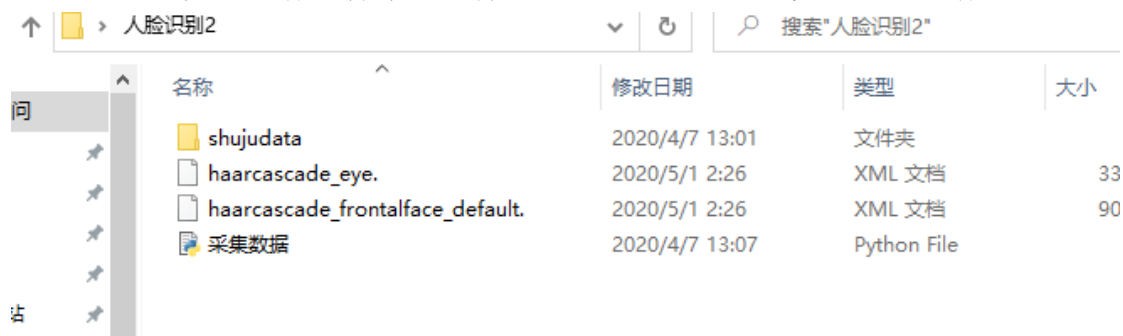 人脸识别2 搜索"人脸识别2"
名称 修改日期 类型 大小
问
shujudata 2020/4/7 13:01 文件夹
haarcascade_eye. 2020/5/1 2:26 XML 文档 33
haarcascade_frontalface_default. 2020/5/1 2:26 XML 文档 90
采集数据 2020/4/7 13:07 Python File
站